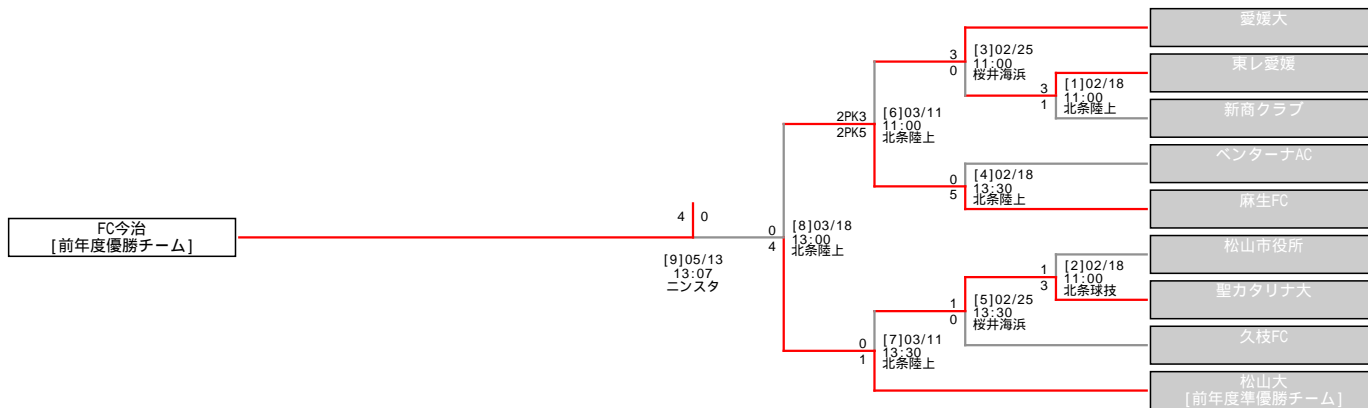 愛媛大
3
0
[3]02/25
11:00
桜井海浜
東レ愛媛
3
1
[1]02/18
11:00
北条陸上
新商クラブ
2PK3
2PK5
[6]03/11
11:00
北条陸上
ベンターナAC
0
5
[4]02/18
13:30
北条陸上
麻生FC
FC今治
[前年度優勝チーム]
4
0
[9]05/13
13:07
ニンスタ
0
4
[8]03/18
13:00
北条陸上
松山市役所
1
3
[2]02/18
11:00
北条球技
聖カタリナ大
1
0
[5]02/25
13:30
桜井海浜
久枝FC
0
1
[7]03/11
13:30
北条陸上
松山大
[前年度準優勝チーム]